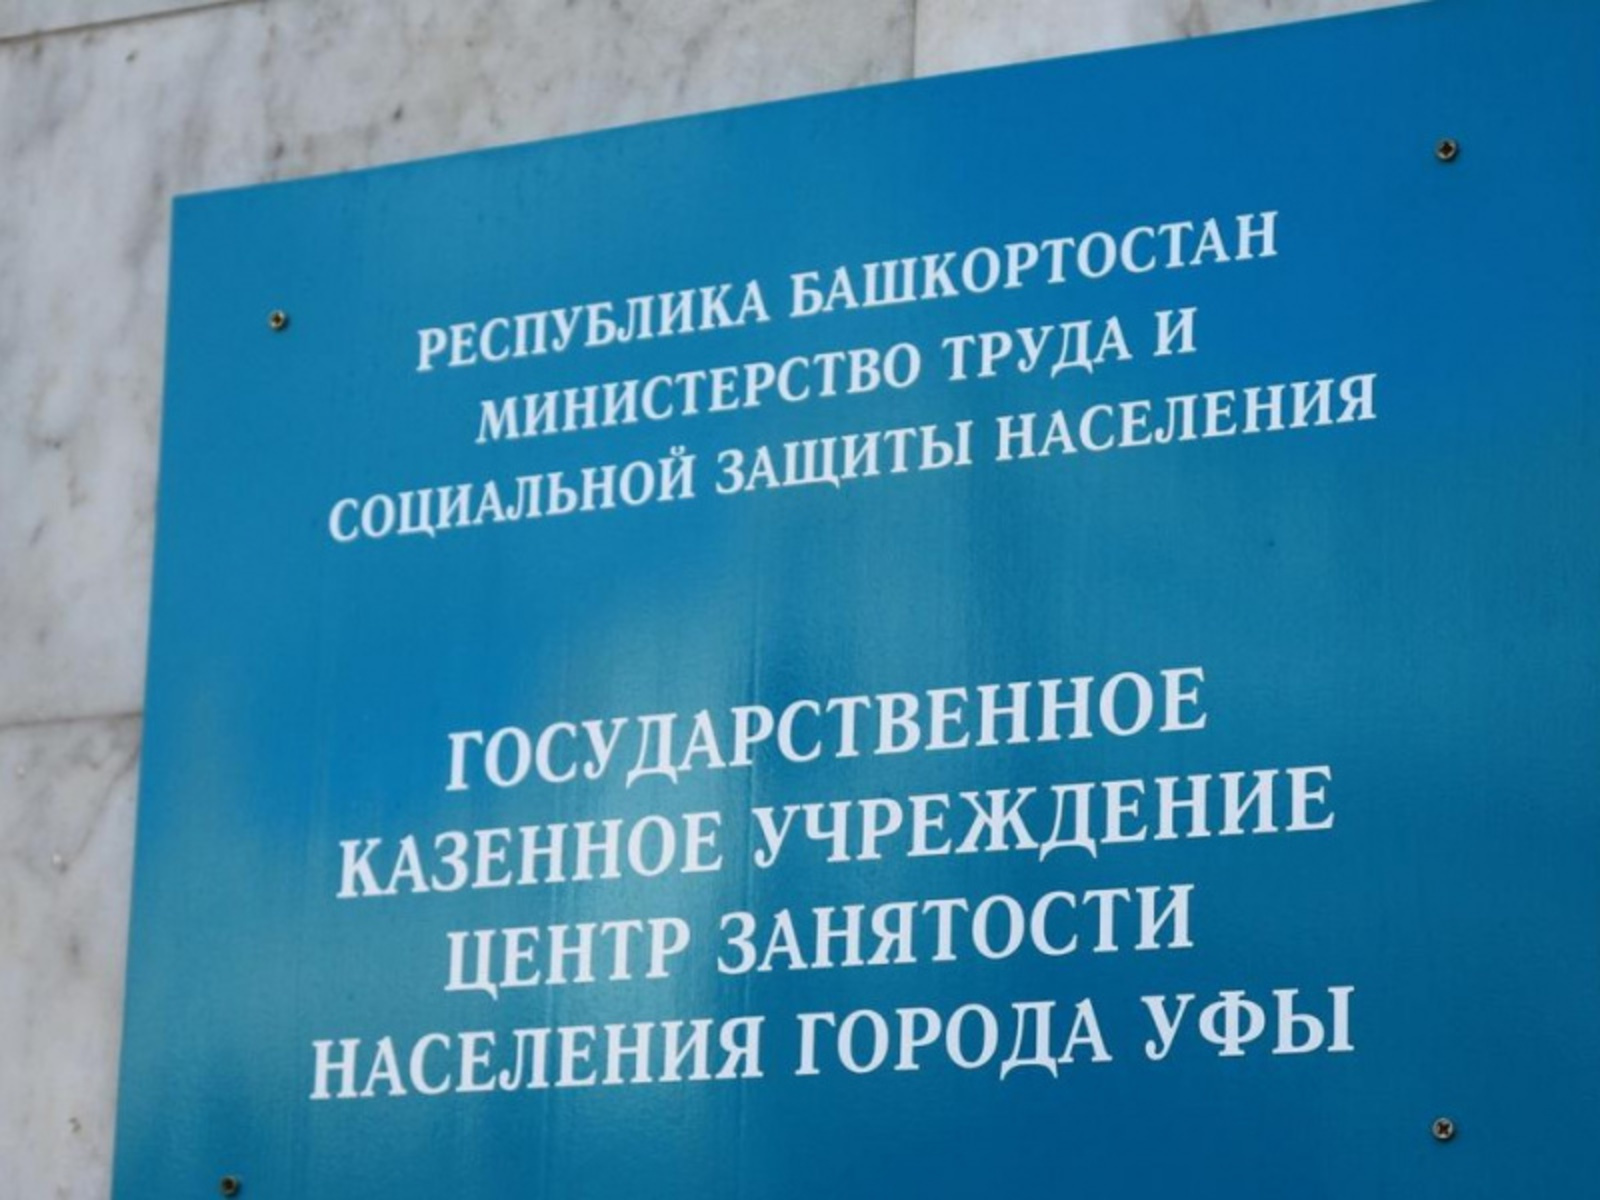 РЕСПУБЛИКА БАШКОРТОСТАН
МИНИСТЕРСТВО ТРУДА И
СОЦИАЛЬНОЙ ЗАЩИТЫ НАСЕЛЕНИЯ
ГОСУДАРСТВЕННОЕ
КАЗЕННОЕ УЧРЕЖДЕНИЕ
ЦЕНТР ЗАНЯТОСТИ
НАСЕЛЕНИЯ ГОРОДА УФЫ